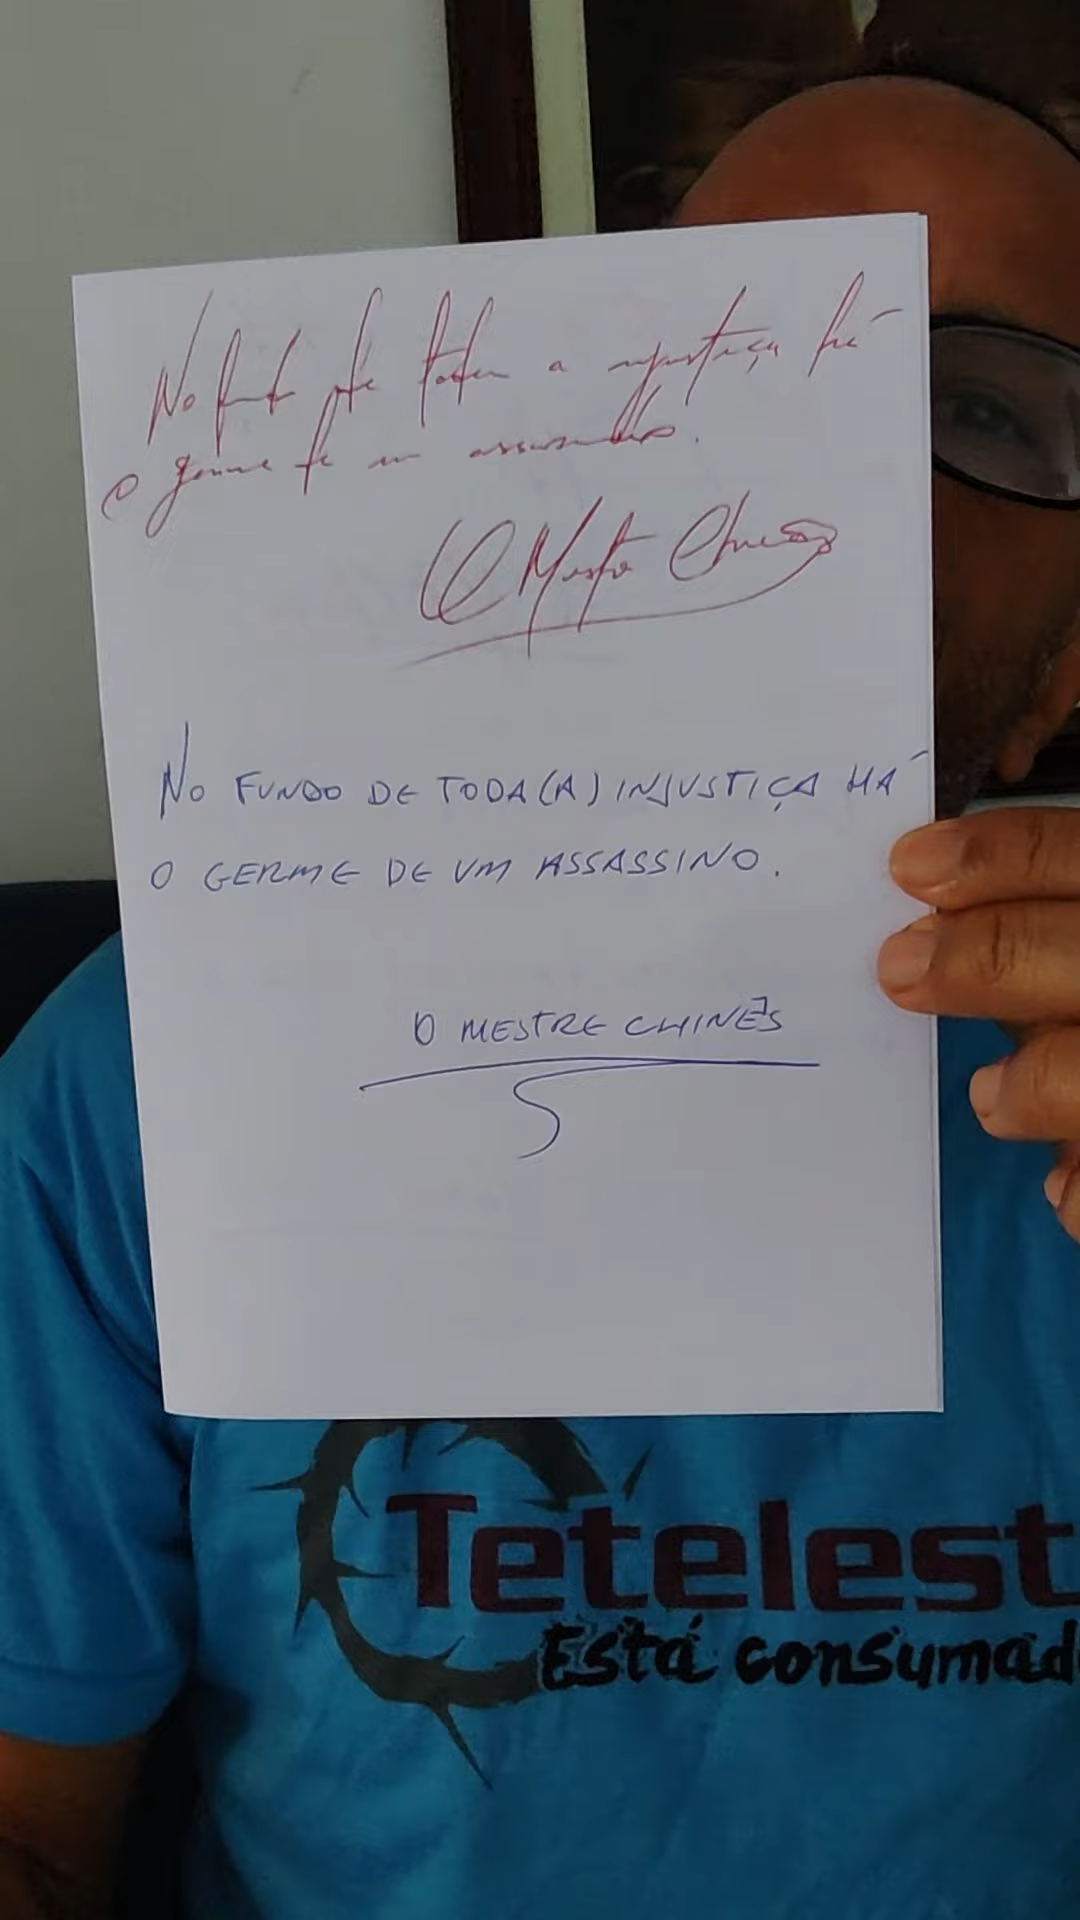 No fundo de toda a injustiça há
o germe de um assassino.
O Mestre Chinês
NO FUNDO DE TODA(A) INJUSTIÇA HÁ
O GERME DE UM ASSASSINO.
O MESTRE CHINÊS
Tetelest
Está consumad